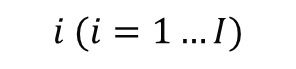 i (i = 1 … I)